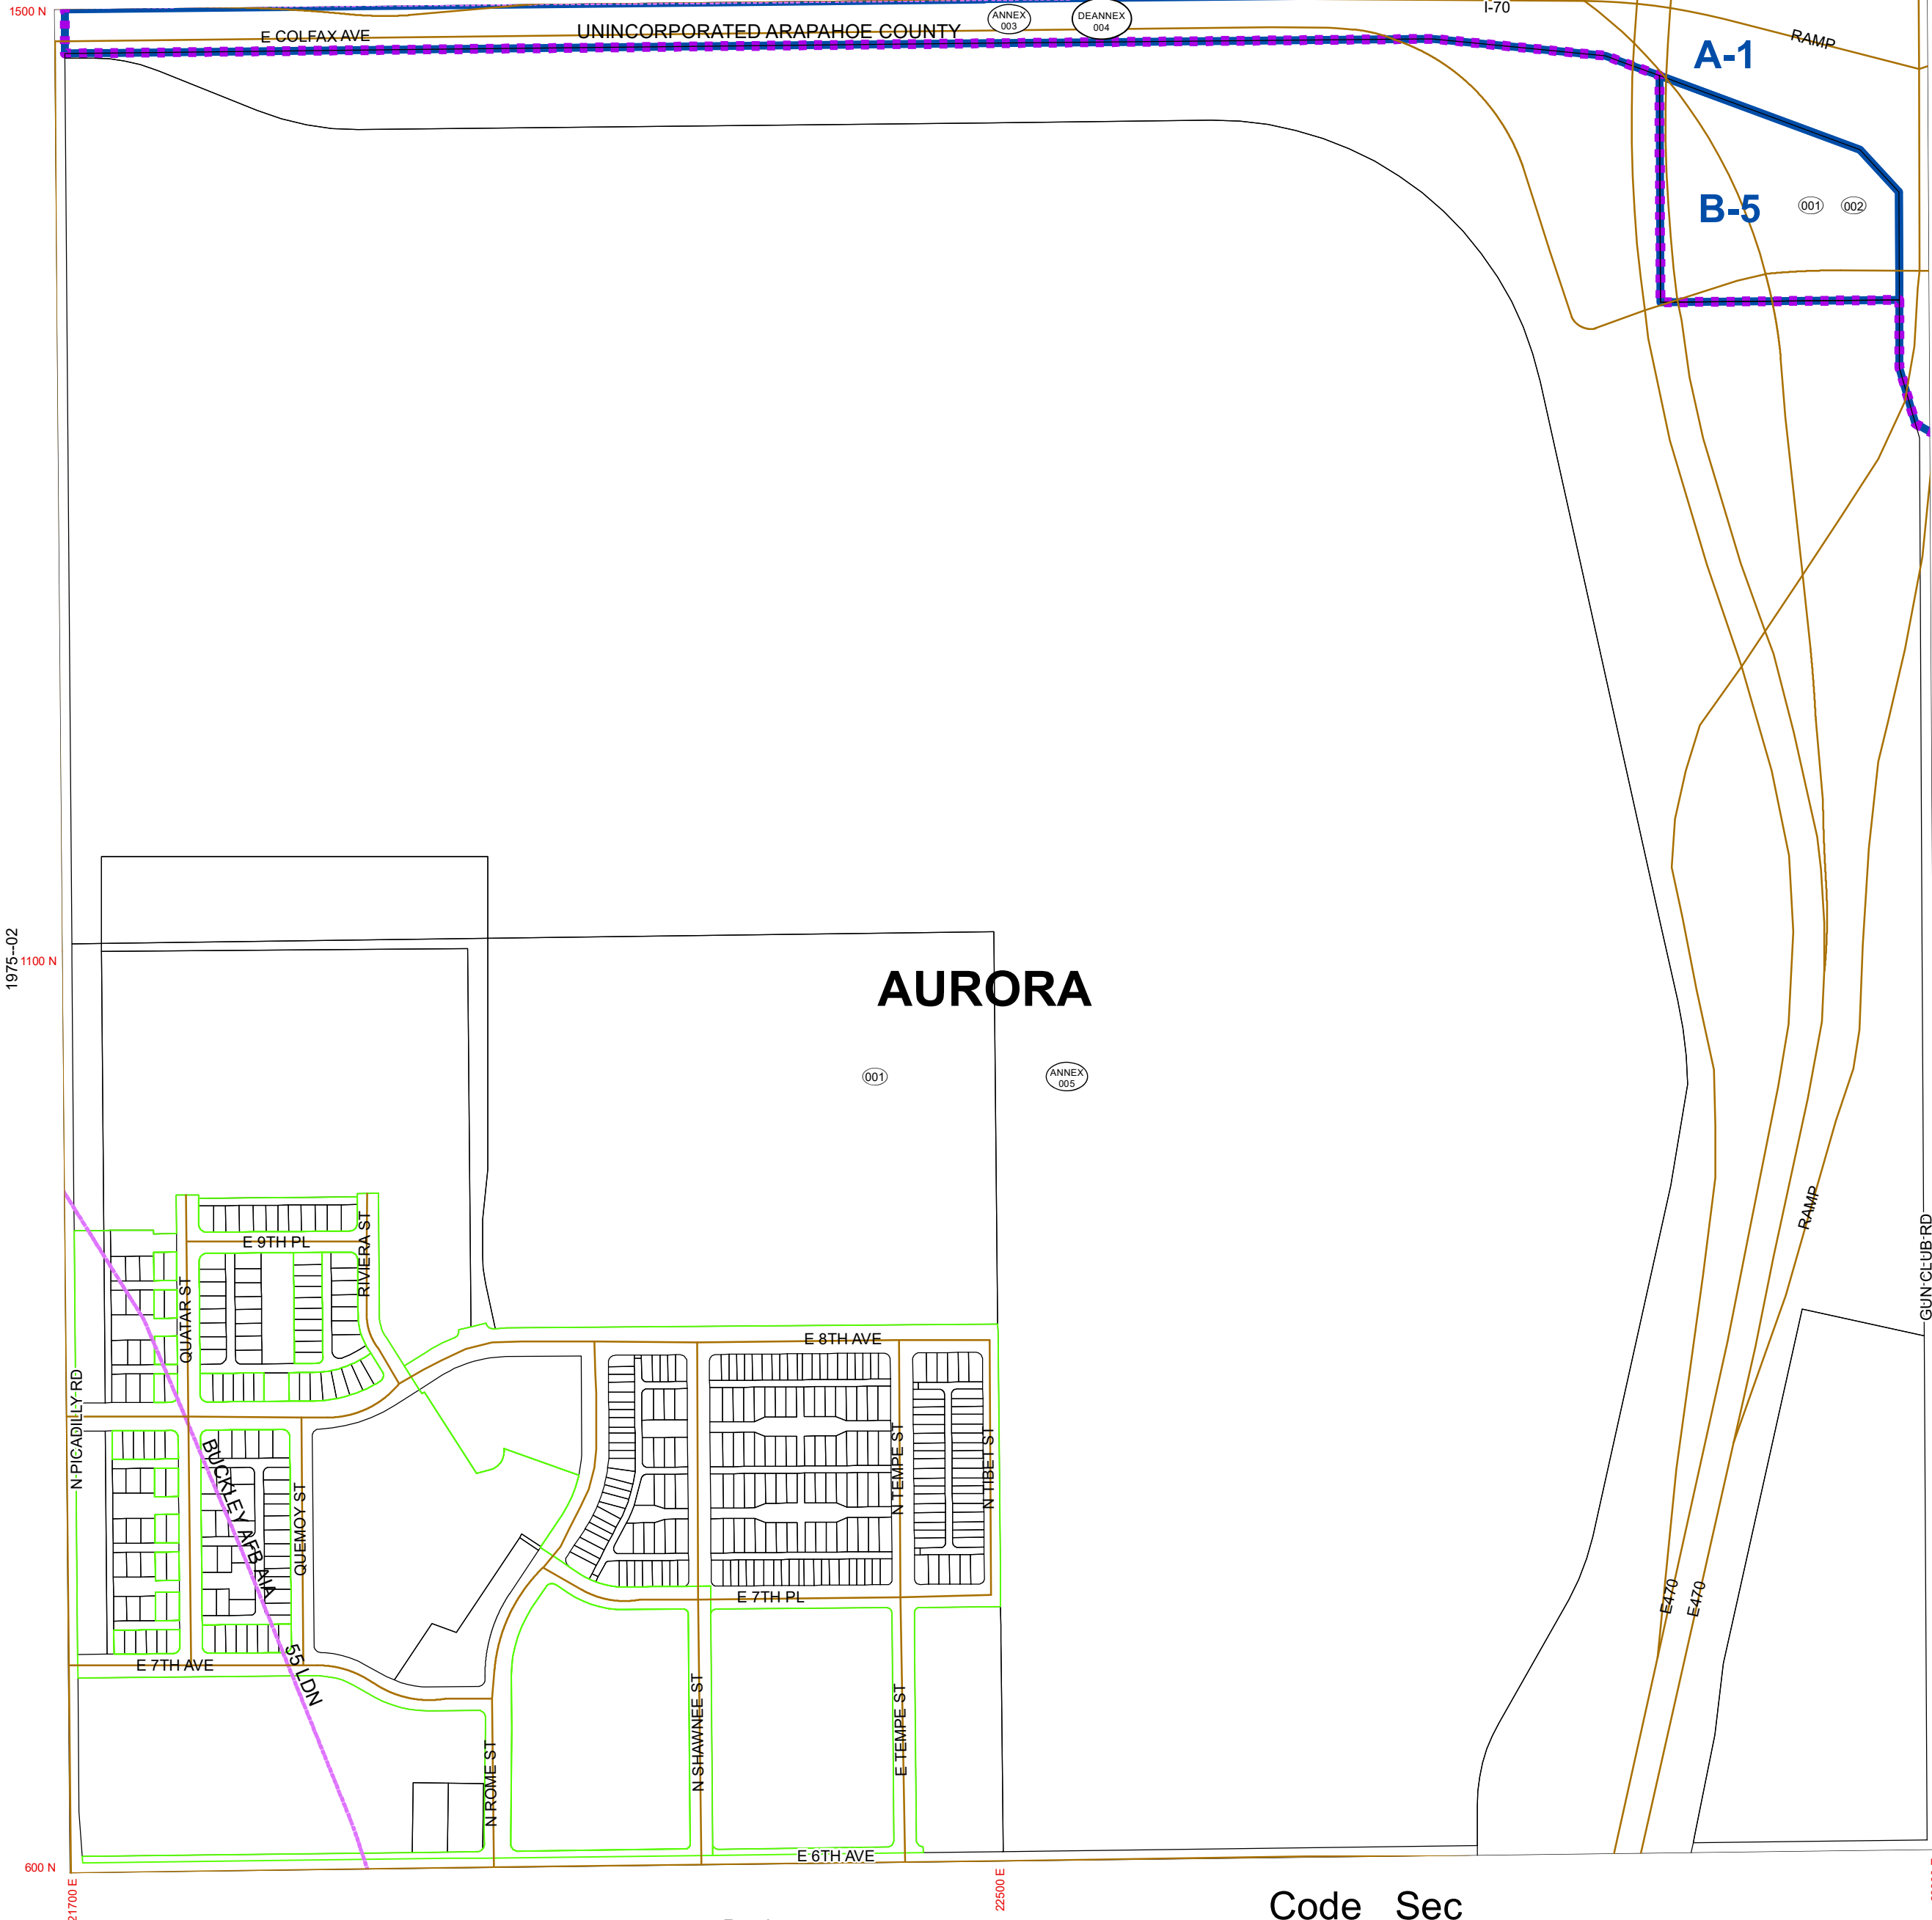 1500 N
I-70
ANNEX
003
DEANNEX
004
E COLFAX AVE
UNINCORPORATED ARAPAHOE COUNTY
RAMP
A-1
B-5
001
002
1975--02
1100 N
AURORA
001
ANNEX
005
E 9TH PL
RIVIERA ST
QUATAR ST
RAMP
GUN CLUB RD
E 8TH AVE
N PICADILLY RD
BUCKLEY AFB AIA
QUEMOY ST
N TEMPE ST
N TIBET ST
E 7TH PL
E470
E470
E 7TH AVE
55 LDN
N ROME ST
N SHAWNEE ST
E TEMPE ST
E 6TH AVE
600 N
21700 E
22500 E
Code Sec